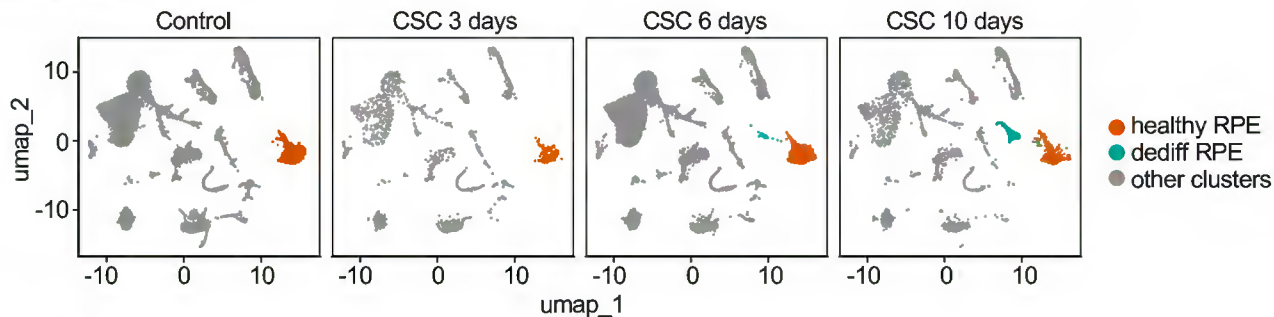 Control
CSC 3 days
CSC 6 days
CSC 10 days
umap_2
10
0
-10
-10 0 10
-10 0 10
-10 0 10
-10 0 10
umap_1
healthy RPE
dediff RPE
other clusters